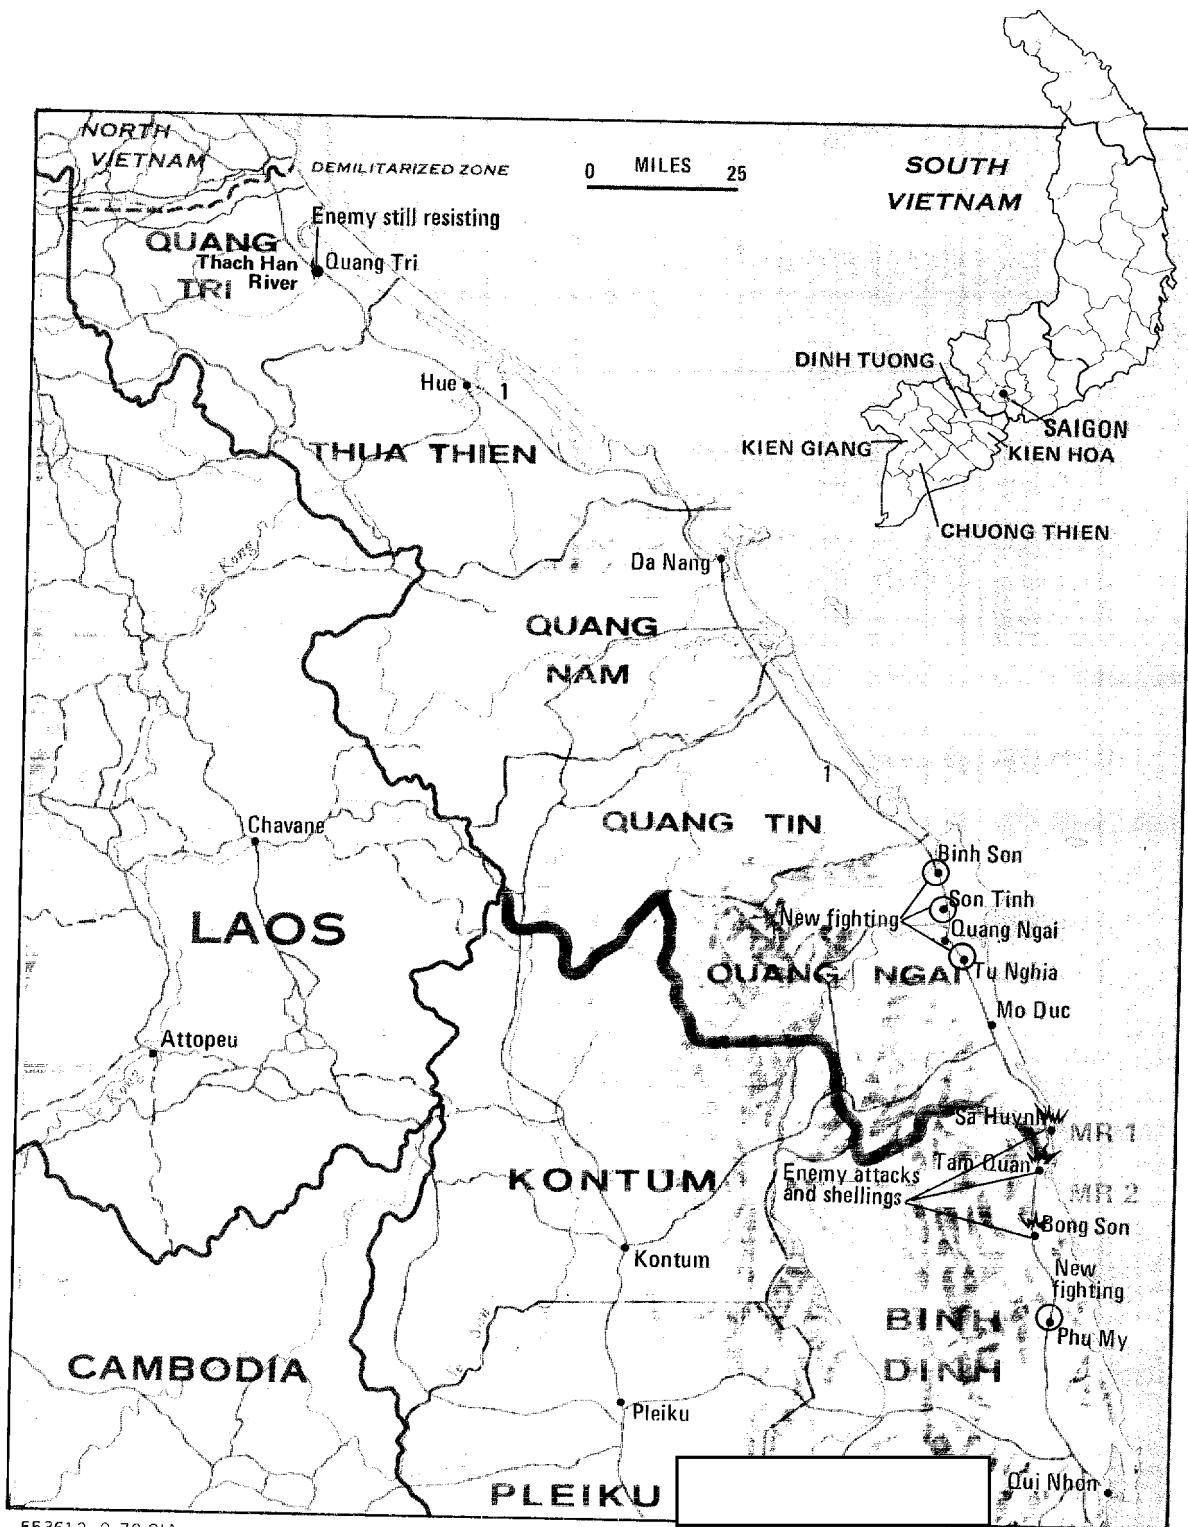 NORTH
VIETNAM
DEMILITARIZED ZONE
0 MILES 25
SOUTH
VIETNAM
Enemy still resisting
QUANG
TRI
Thach Han
River
Quang Tri
DINH TUONG
Hue
1
SAIGON
KIEN GIANG
KIEN HOA
THUA THIEN
CHUONG THIEN
Kong
Da Nang
QUANG
NAM
1
Chavane
QUANG TIN
Binh Son
Son Tinh
New fighting
Quang Ngai
LAOS
QUANG NGAI
Tu Nghia
Mo Duc
Attopeu
Kong
Sa Huynh
MR 1
Tam Quan
Enemy attacks
and shellings
KONTUM
MR 2
Bong Son
Kontum
New
fighting
BINH
DINH
Phu My
CAMBODIA
Pleiku
PLEIKU
Qui Nhon